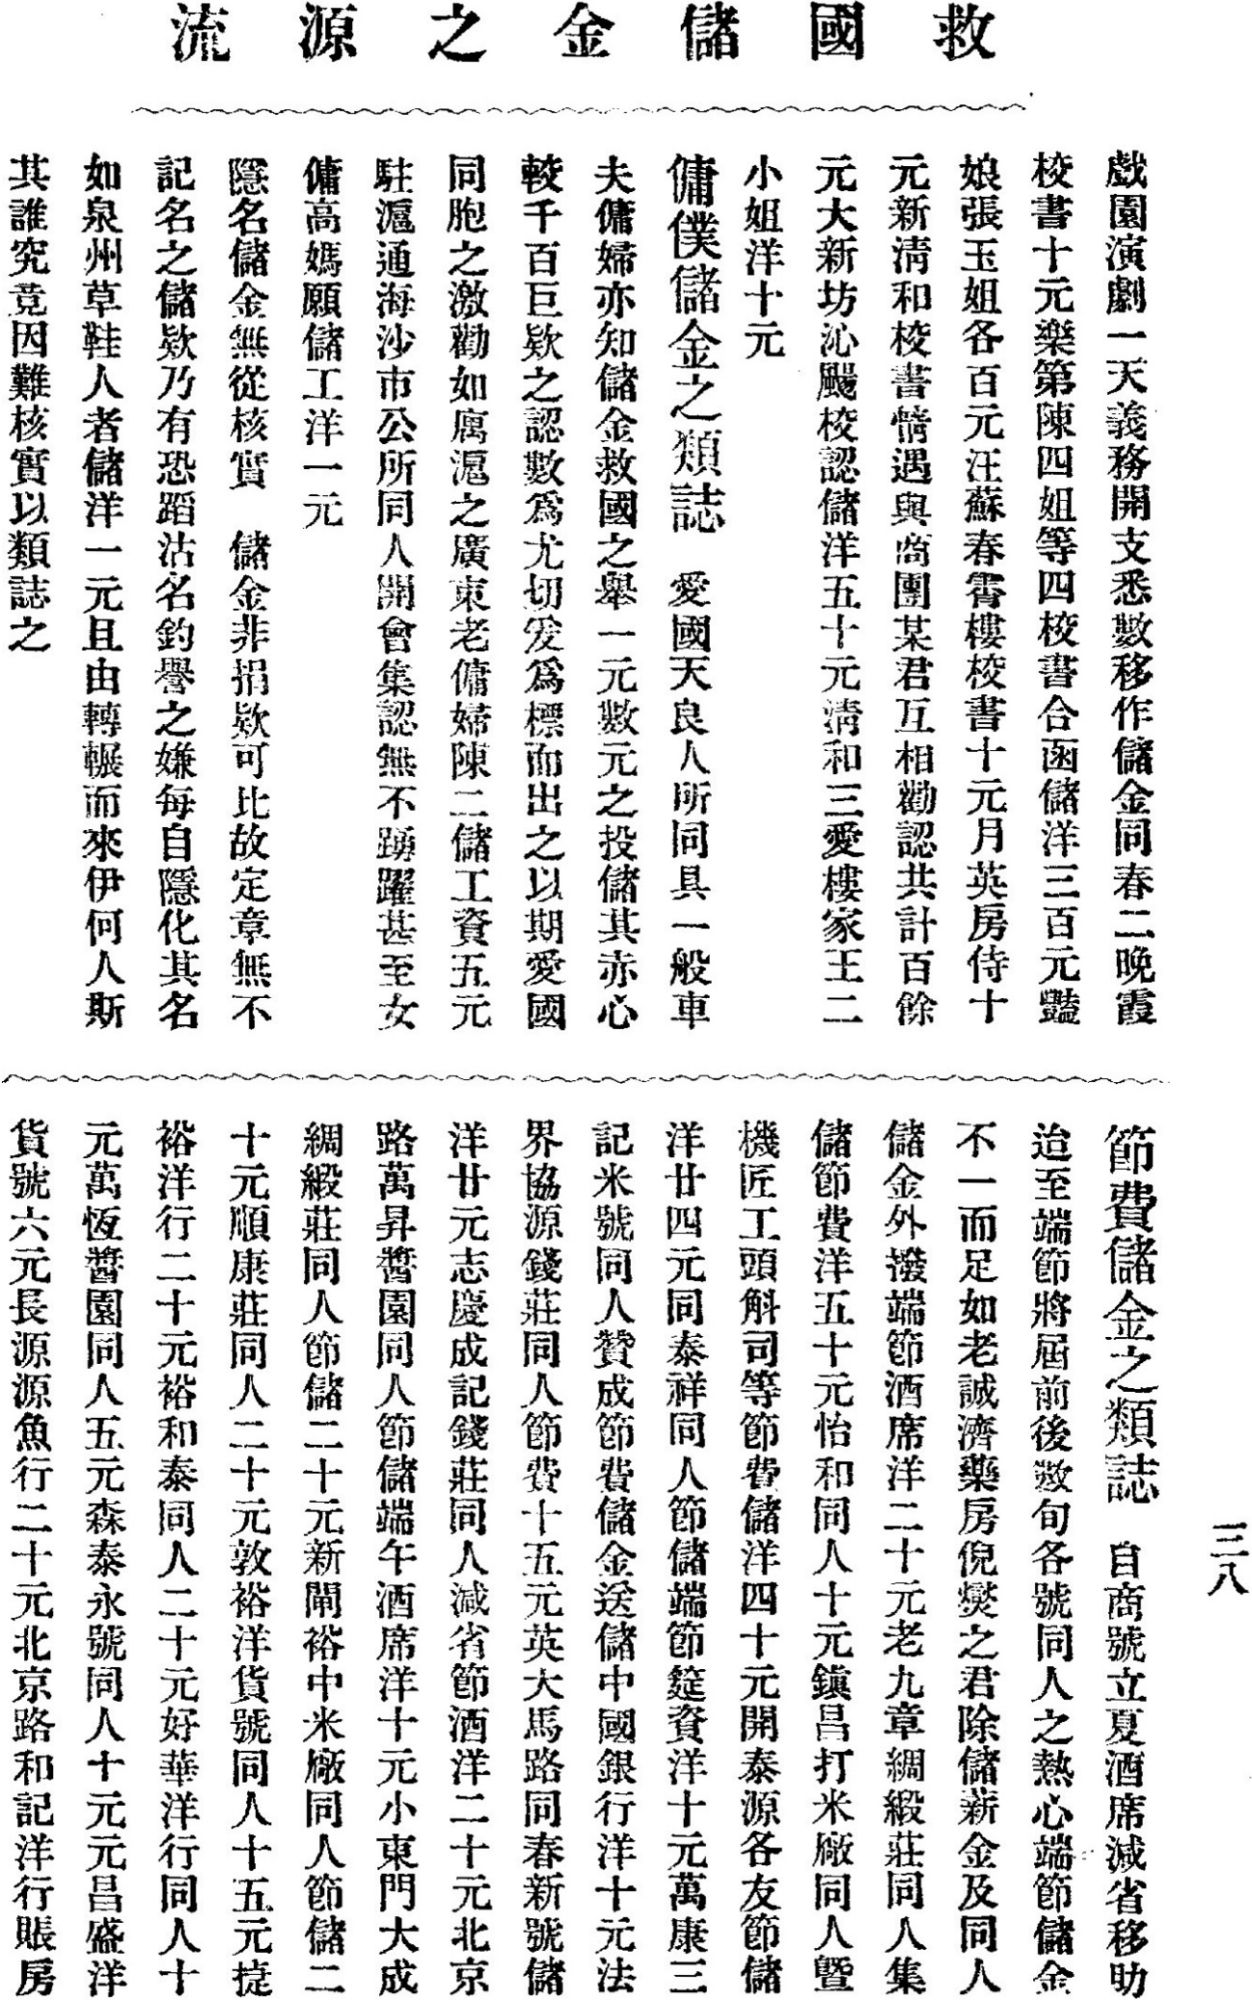 救國儲金之源流
戲園演劇一天義務開支悉數移作儲金同春二晚霞
校書十元樂第陳四姐等四校書合函儲洋三百元豔
娘張玉姐各百元汪蘇春霄樓校書十元月英房侍十
元新清和校書情遇與商團某君互相勸認共計百餘
元大新坊沁颺校認儲洋五十元清和三愛樓家王二
小姐洋十元
傭僕儲金之類誌　愛國天良人所同具一般車
夫傭婦亦知儲金救國之舉一元數元之投儲其赤心
較千百巨欵之認數爲尤切爰爲標而出之以期愛國
同胞之激勸如寓滬之廣東老傭婦陳二儲工資五元
駐滬通海沙市公所同人開會集認無不踴躍甚至女
傭高媽願儲工洋一元
隱名儲金無從核實　儲金非捐欵可比故定章無不
記名之儲欵乃有恐蹈沽名釣譽之嫌每自隱化其名
如泉州草鞋人者儲洋一元且由轉輾而來伊何人斯
其誰究竟因難核實以類誌之
節費儲金之類誌　自商號立夏酒席減省移助
迨至端節將屆前後數旬各號同人之熱心端節儲金
不一而足如老誠濟藥房倪爕之君除儲薪金及同人
儲金外撥端節酒席洋二十元老九章綢緞莊同人集
儲節費洋五十元怡和同人十元鎮昌打米廠同人曁
機匠工頭斛司等節費儲洋四十元開泰源各友節儲
洋廿四元同泰祥同人節儲端節筵資洋十元萬康三
記米號同人贊成節費儲金送儲中國銀行洋十元法
界協源錢莊同人節費十五元英大馬路同春新號儲
洋廿元志慶成記錢莊同人減省節酒洋二十元北京
路萬昇醬園同人節儲端午酒席洋十元小東門大成
綢緞莊同人節儲二十元新閘裕中米廠同人節儲二
十元順康莊同人二十元敦裕洋貨號同人十五元㨗
裕洋行二十元裕和泰同人二十元好華洋行同人十
元萬恆醬園同人五元森泰永號同人十元元昌盛洋
貨號六元長源源魚行二十元北京路和記洋行賬房
三八